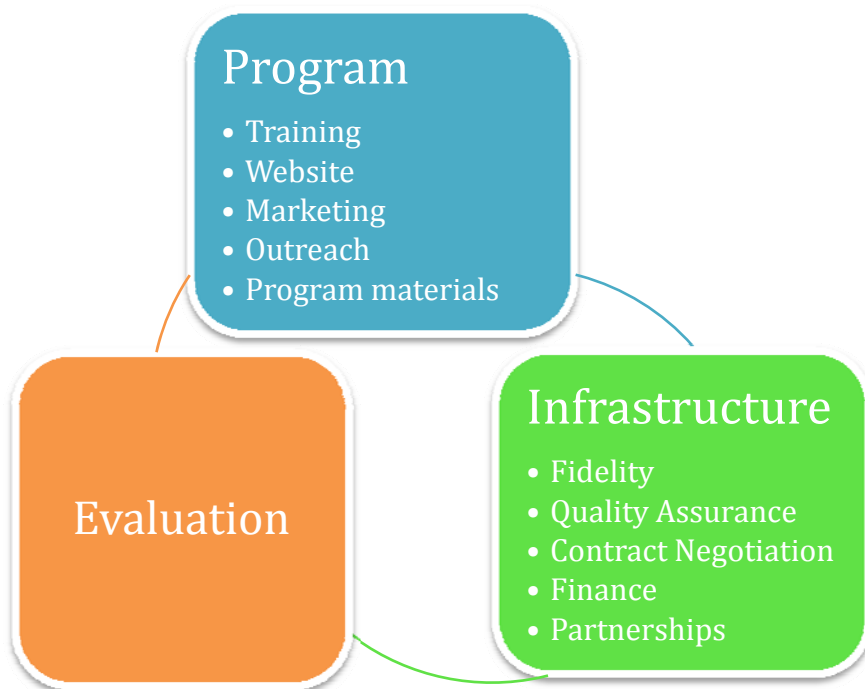 Program
• Training
• Website
• Marketing
• Outreach
• Program materials
Infrastructure
• Fidelity
• Quality Assurance
• Contract Negotiation
• Finance
• Partnerships
Evaluation